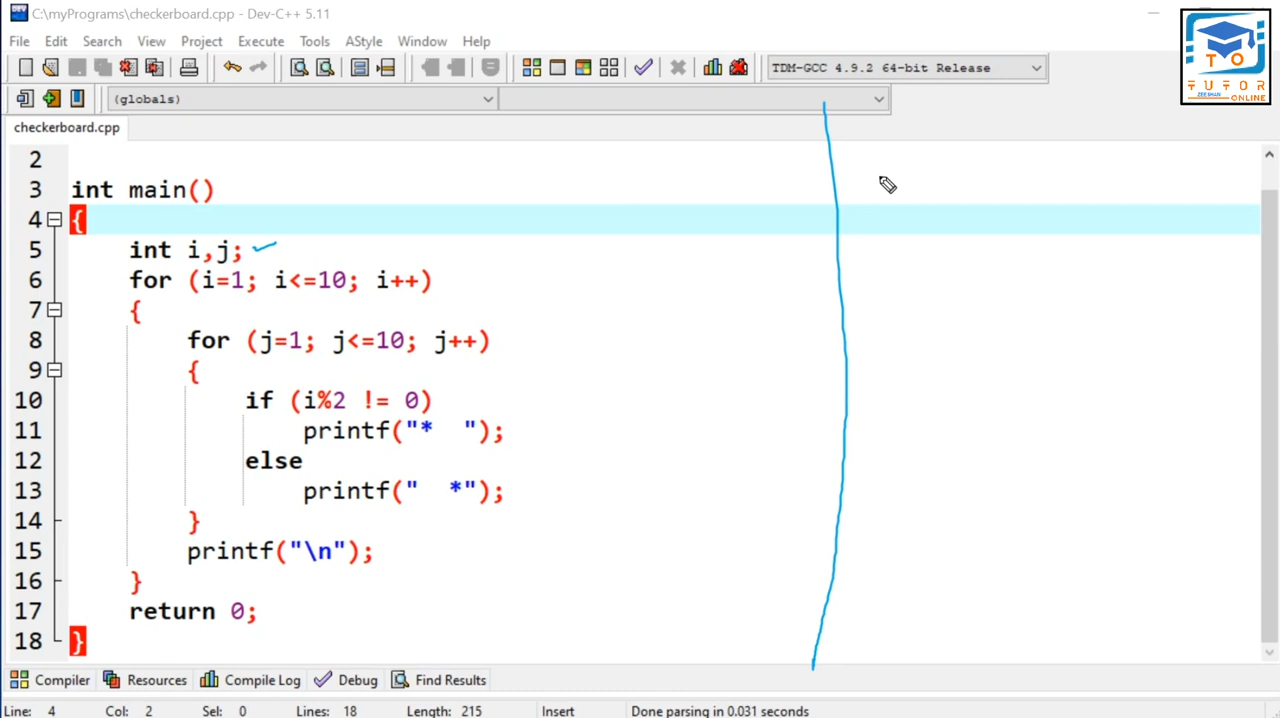 C:\myPrograms\checkerboard.cpp - Dev-C++ 5.11
File Edit Search View Project Execute Tools AStyle Window Help
TDM-GCC 4.9.2 64-bit Release
(globals)
checkerboard.cpp
2
3 int main()
4 {
5 int i,j;
6 for (i=1; i<=10; i++)
7 {
8 for (j=1; j<=10; j++)
9 {
10 if (i%2 != 0)
11 printf("*  ");
12 else
13 printf("  *");
14 }
15 printf("\n");
16 }
17 return 0;
18 }
Compiler Resources Compile Log Debug Find Results
Line: 4 Col: 2 Sel: 0 Lines: 18 Length: 215 Insert Done parsing in 0.031 seconds
TO
TUTOR
ZEESHAN ONLINE